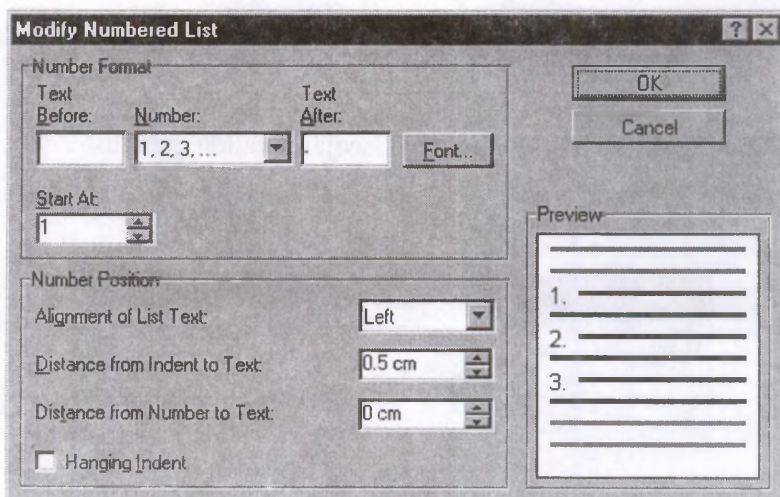 Modify Numbered List
Number Format
Text Before:
Number:
Text After:
1, 2, 3, ...
.
Font...
Start At:
1
OK
Cancel
Preview
1.
2.
3.
Number Position
Alignment of List Text:
Left
Distance from Indent to Text:
0.5 cm
Distance from Number to Text:
0 cm
Hanging Indent